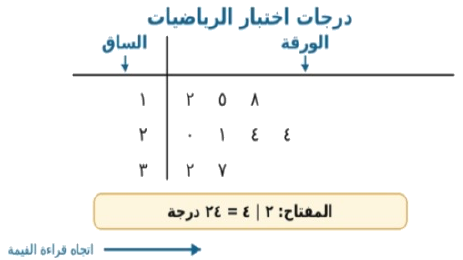 درجات اختبار الرياضيات
الساق الورقة
١ ٢ ٥ ٨
٢ ٠ ١ ٤ ٤
٣ ٢ ٧
المفتاح: ٢ | ٤ = ٢٤ درجة
اتجاه قراءة القيمة